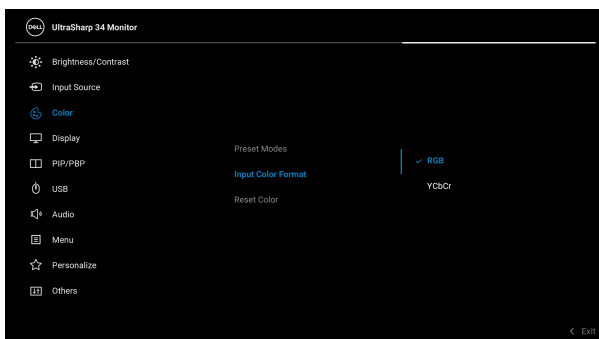 DELL UltraSharp 34 Monitor
Brightness/Contrast
Input Source
Color
Display
PIP/PBP
USB
Audio
Menu
Personalize
Others
Preset Modes
Input Color Format
Reset Color
RGB
YCbCr
Exit